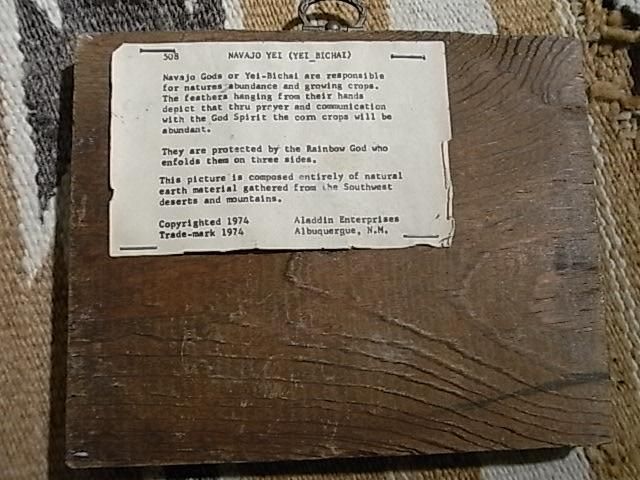 508 NAVAJO YEI (YEI_BICHAI)
Navajo Gods or Yei-Bichai are responsible
for natures abundance and growing crops.
The feathers hanging from their hands
depict that thru prryer and communication
with the God Spirit the corn crops will be
abundant.
They are protected by the Rainbow God who
enfolds them on three sides.
This picture is composed entirely of natural
earth material gathered from the Southwest
deserts and mountains.
Copyrighted 1974 Aladdin Enterprises
Trade-mark 1974 Albuquergue, N.M.